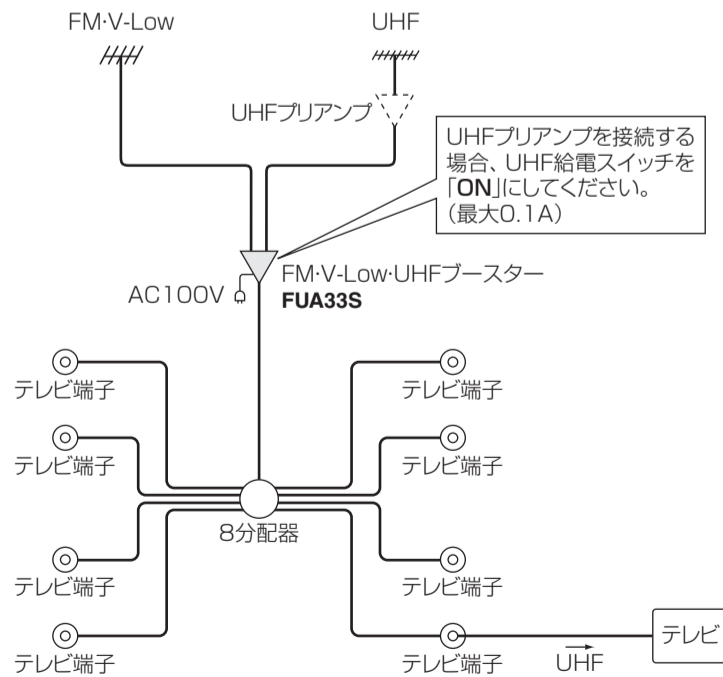 FM·V-Low
UHF
UHFプリアンプ
UHFプリアンプを接続する
場合、UHF給電スイッチを
「ON」にしてください。
(最大0.1A)
FM·V-Low·UHFブースター
AC100V
FUA33S
テレビ端子
テレビ端子
テレビ端子
テレビ端子
8分配器
テレビ端子
テレビ端子
テレビ端子
テレビ端子
UHF
テレビ